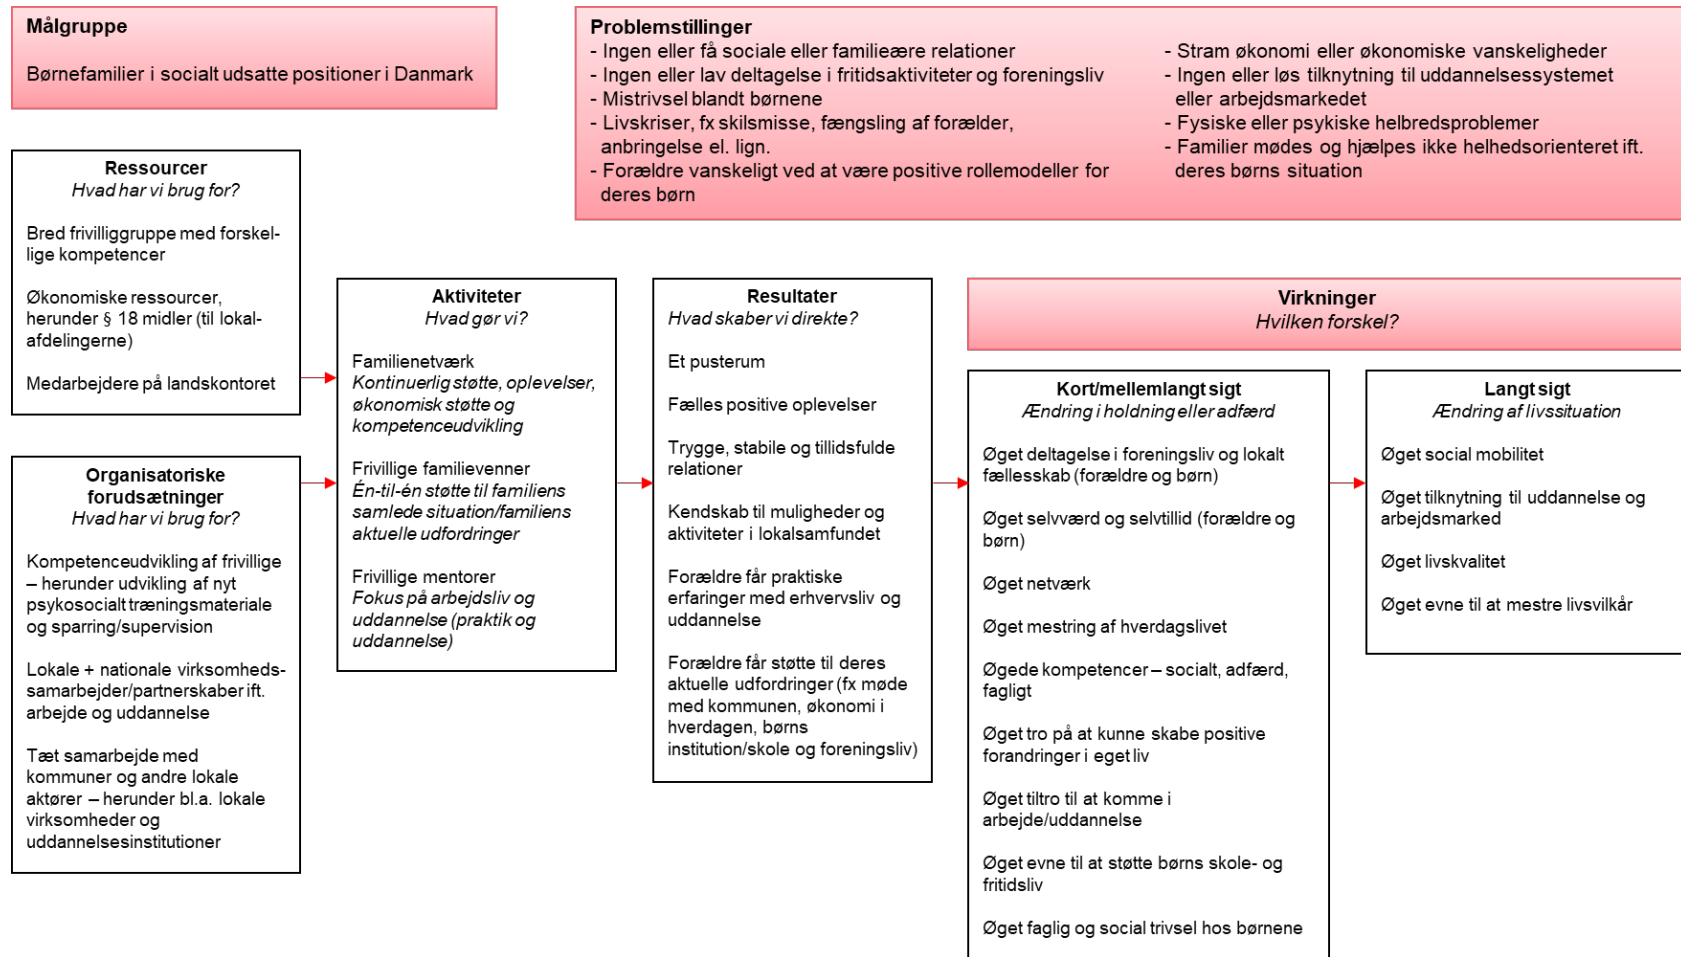 Målgruppe
Børnefamilier i socialt udsatte positioner i Danmark
Problemstillinger
- Ingen eller få sociale eller familieære relationer
- Ingen eller lav deltagelse i fritidsaktiviteter og foreningsliv
- Mistrivsel blandt børnene
- Livskriser, fx skilsmisse, fængsling af forælder,
anbringelse el. lign.
- Forældre vanskeligt ved at være positive rollemodeller for
deres børn
- Stram økonomi eller økonomiske vanskeligheder
- Ingen eller løs tilknytning til uddannelsessystemet
eller arbejdsmarkedet
- Fysiske eller psykiske helbredsproblemer
- Familier mødes og hjælpes ikke helhedsorienteret ift.
deres børns situation
Ressourcer
Hvad har vi brug for?
Bred frivilliggruppe med forskel-
lige kompetencer
Økonomiske ressourcer,
herunder § 18 midler (til lokal-
afdelingerne)
Medarbejdere på landskontoret
Organisatoriske
forudsætninger
Hvad har vi brug for?
Kompetenceudvikling af frivillige
– herunder udvikling af nyt
psykosocialt træningsmateriale
og sparring/supervision
Lokale + nationale virksomheds-
samarbejder/partnerskaber ift.
arbejde og uddannelse
Tæt samarbejde med
kommuner og andre lokale
aktører – herunder bl.a. lokale
virksomheder og
uddannelsesinstitutioner
Aktiviteter
Hvad gør vi?
Familienetværk
Kontinuerlig støtte, oplevelser,
økonomisk støtte og
kompetenceudvikling
Frivillige familievenner
Én-til-én støtte til familiens
samlede situation/familiens
aktuelle udfordringer
Frivillige mentorer
Fokus på arbejdsliv og
uddannelse (praktik og
uddannelse)
Resultater
Hvad skaber vi direkte?
Et pusterum
Fælles positive oplevelser
Trygge, stabile og tillidsfulde
relationer
Kendskab til muligheder og
aktiviteter i lokalsamfundet
Forældre får praktiske
erfaringer med erhvervsliv og
uddannelse
Forældre får støtte til deres
aktuelle udfordringer (fx møde
med kommunen, økonomi i
hverdagen, børns
institution/skole og foreningsliv)
Virkninger
Hvilken forskel?
Kort/mellemlangt sigt
Ændring i holdning eller adfærd
Øget deltagelse i foreningsliv og lokalt
fællesskab (forældre og børn)
Øget selvværd og selvtillid (forældre og
børn)
Øget netværk
Øget mestring af hverdagslivet
Øgede kompetencer – socialt, adfærd,
fagligt
Øget tro på at kunne skabe positive
forandringer i eget liv
Øget tiltro til at komme i
arbejde/uddannelse
Øget evne til at støtte børns skole- og
fritidsliv
Øget faglig og social trivsel hos børnene
Langt sigt
Ændring af livssituation
Øget social mobilitet
Øget tilknytning til uddannelse og
arbejdsmarked
Øget livskvalitet
Øget evne til at mestre livsvilkår